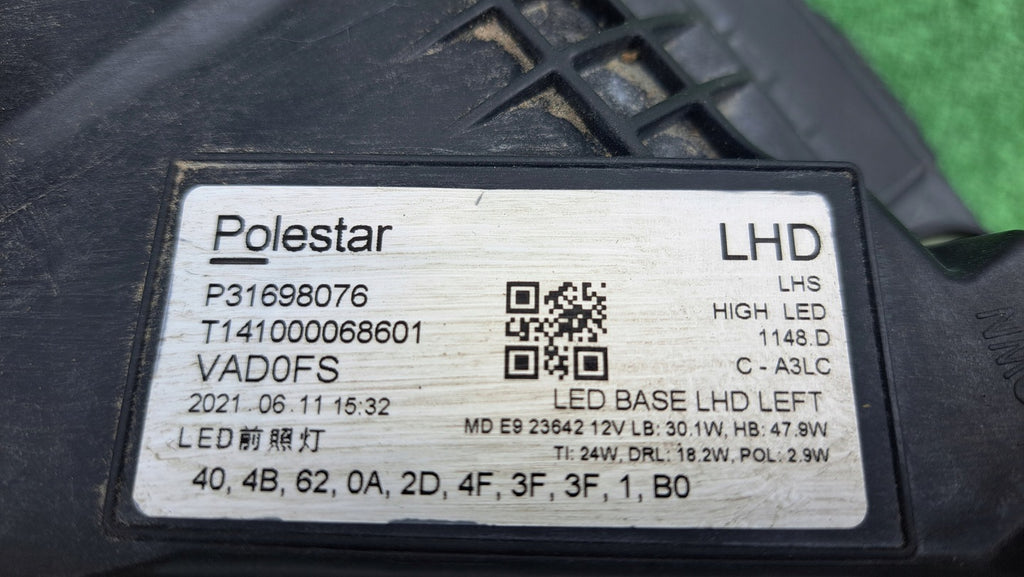 Polestar
P31698076
T141000068601
VAD0FS
2021.06.11 15:32
LED前照灯
LHD
LHS
HIGH LED
1148.D
C - A3LC
LED BASE LHD LEFT
MD E9 23642 12V LB: 30.1W, HB: 47.9W
TI: 24W, DRL: 18.2W, POL: 2.9W
40, 4B, 62, 0A, 2D, 4F, 3F, 3F, 1, B0